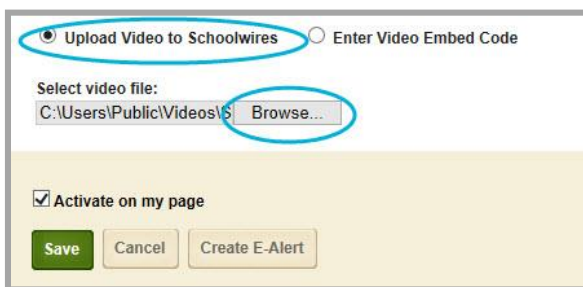 Upload Video to Schoolwires Enter Video Embed Code
Select video file:
C:\Users\Public\Videos\S Browse...
Activate on my page
Save Cancel Create E-Alert